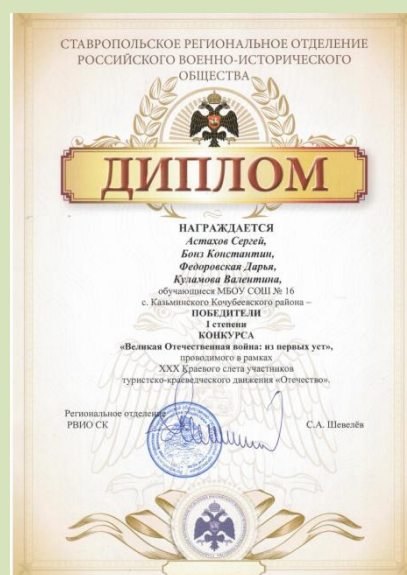 СТАВРОПОЛЬСКОЕ РЕГИОНАЛЬНОЕ ОТДЕЛЕНИЕ
РОССИЙСКОГО ВОЕННО-ИСТОРИЧЕСКОГО
ОБЩЕСТВА
ДИПЛОМ
НАГРАЖДАЕТСЯ
Астахов Сергей,
Бонз Константин,
Федоровская Дарья,
Куламова Валентина,
обучающиеся МБОУ СОШ № 16
с. Казьминского Кочубеевского района –
ПОБЕДИТЕЛИ
I степени
КОНКУРСА
«Великая Отечественная война: из первых уст»,
проводимого в рамках
XXX Краевого слета участников
туристско-краеведческого движения «Отечество».
Региональное отделение
РВИО СК
С.А. Шевелёв